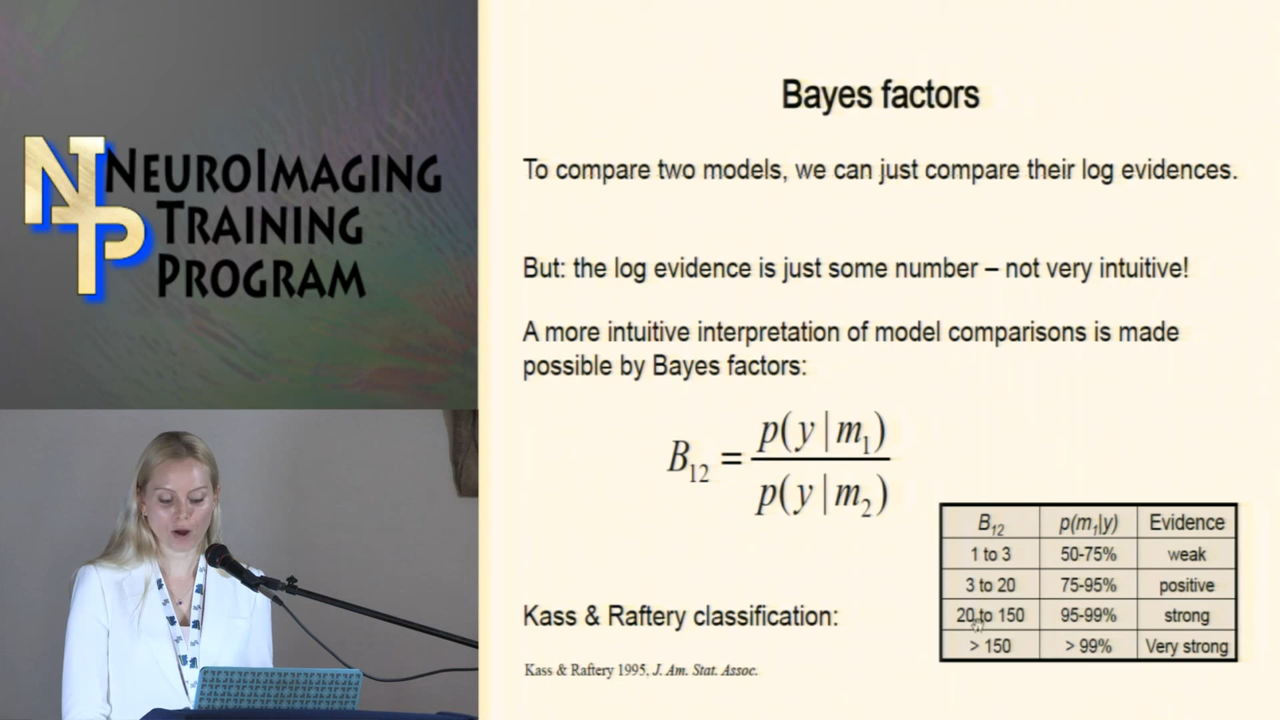 NEUROIMAGING
TRAINING
PROGRAM
NTP
Bayes factors
To compare two models, we can just compare their log evidences.
But: the log evidence is just some number – not very intuitive!
A more intuitive interpretation of model comparisons is made
possible by Bayes factors:
B₁₂ = p(y|m₁) / p(y|m₂)
B₁₂ p(m₁|y) Evidence
1 to 3 50-75% weak
3 to 20 75-95% positive
20 to 150 95-99% strong
> 150 > 99% Very strong
Kass & Raftery classification:
Kass & Raftery 1995, J. Am. Stat. Assoc.